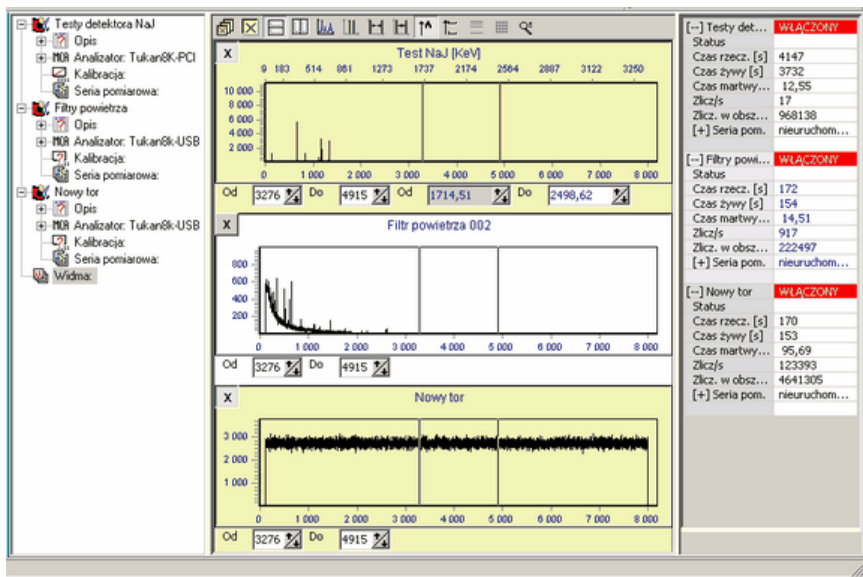 Testy detektora NaJ
Opis
MCA Analizator: Tukan8K-PCI
Kalibracja:
Seria pomiarowa:
Filtry powietrza
Opis
MCA Analizator: Tukan8k-USB
Kalibracja:
Seria pomiarowa:
Nowy tor
Opis
MCA Analizator: Tukan8k-USB
Kalibracja:
Seria pomiarowa:
Widma:
X
Test NaJ [KeV]
9 183 514 861 1273 1737 2174 2564 2887 3122 3250
10 000
8 000
6 000
4 000
2 000
0 1 000 2 000 3 000 4 000 5 000 6 000 7 000 8 000
Od 3276 Do 4915 Od 1714,51 Do 2498,62
X
Filtr powietrza 002
800
600
400
200
0 1 000 2 000 3 000 4 000 5 000 6 000 7 000 8 000
Od 3276 Do 4915
X
Nowy tor
3 000
2 000
1 000
0 1 000 2 000 3 000 4 000 5 000 6 000 7 000 8 000
Od 3276 Do 4915
[--] Testy det... WŁĄCZONY
Status
Czas rzecz. [s] 4147
Czas żywy [s] 3732
Czas martwy... 12,55
Zlicz/s 17
Zlicz. w obsz... 968138
[+] Seria pom. nieuruchom...
[--] Filtry powi... WŁĄCZONY
Status
Czas rzecz. [s] 172
Czas żywy [s] 154
Czas martwy... 14,51
Zlicz/s 917
Zlicz. w obsz... 222497
[+] Seria pom. nieuruchom...
[--] Nowy tor WŁĄCZONY
Status
Czas rzecz. [s] 170
Czas żywy [s] 153
Czas martwy... 95,69
Zlicz/s 123393
Zlicz. w obsz... 4641305
[+] Seria pom. nieuruchom...